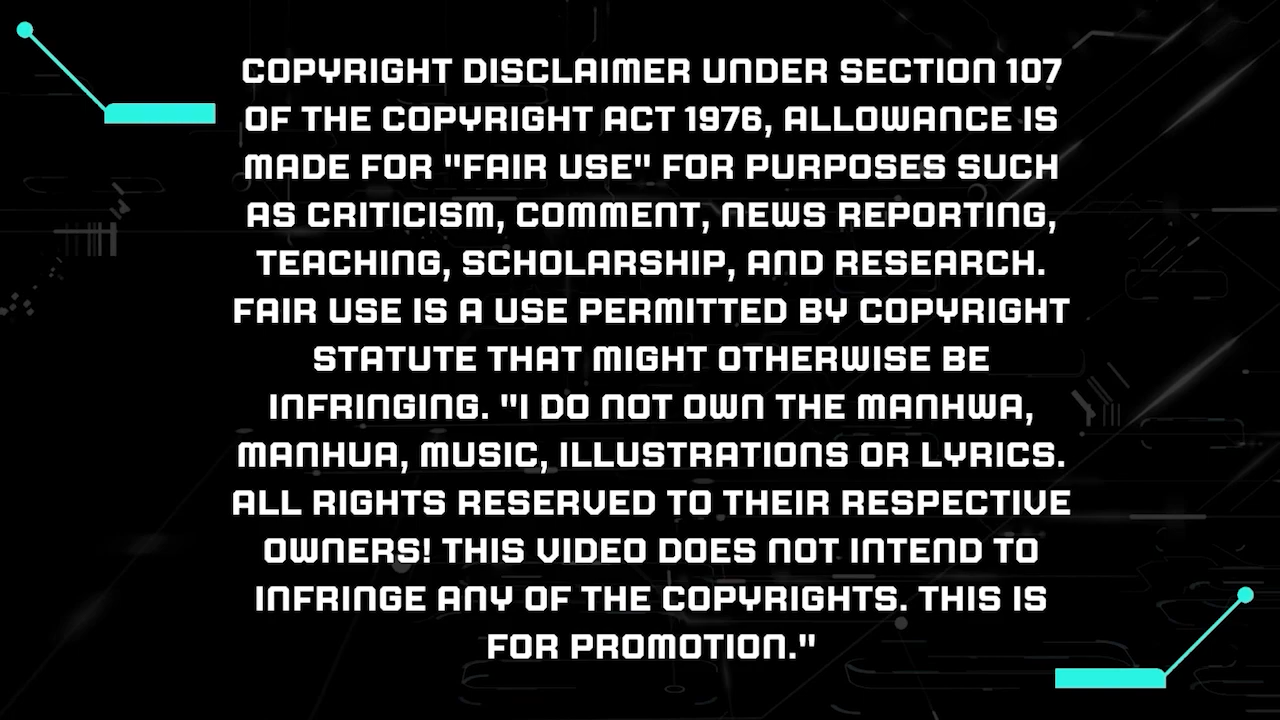 COPYRIGHT DISCLAIMER UNDER SECTION 107
OF THE COPYRIGHT ACT 1976, ALLOWANCE IS
MADE FOR "FAIR USE" FOR PURPOSES SUCH
AS CRITICISM, COMMENT, NEWS REPORTING,
TEACHING, SCHOLARSHIP, AND RESEARCH.
FAIR USE IS A USE PERMITTED BY COPYRIGHT
STATUTE THAT MIGHT OTHERWISE BE
INFRINGING. "I DO NOT OWN THE MANHWA,
MANHUA, MUSIC, ILLUSTRATIONS OR LYRICS.
ALL RIGHTS RESERVED TO THEIR RESPECTIVE
OWNERS! THIS VIDEO DOES NOT INTEND TO
INFRINGE ANY OF THE COPYRIGHTS. THIS IS
FOR PROMOTION."